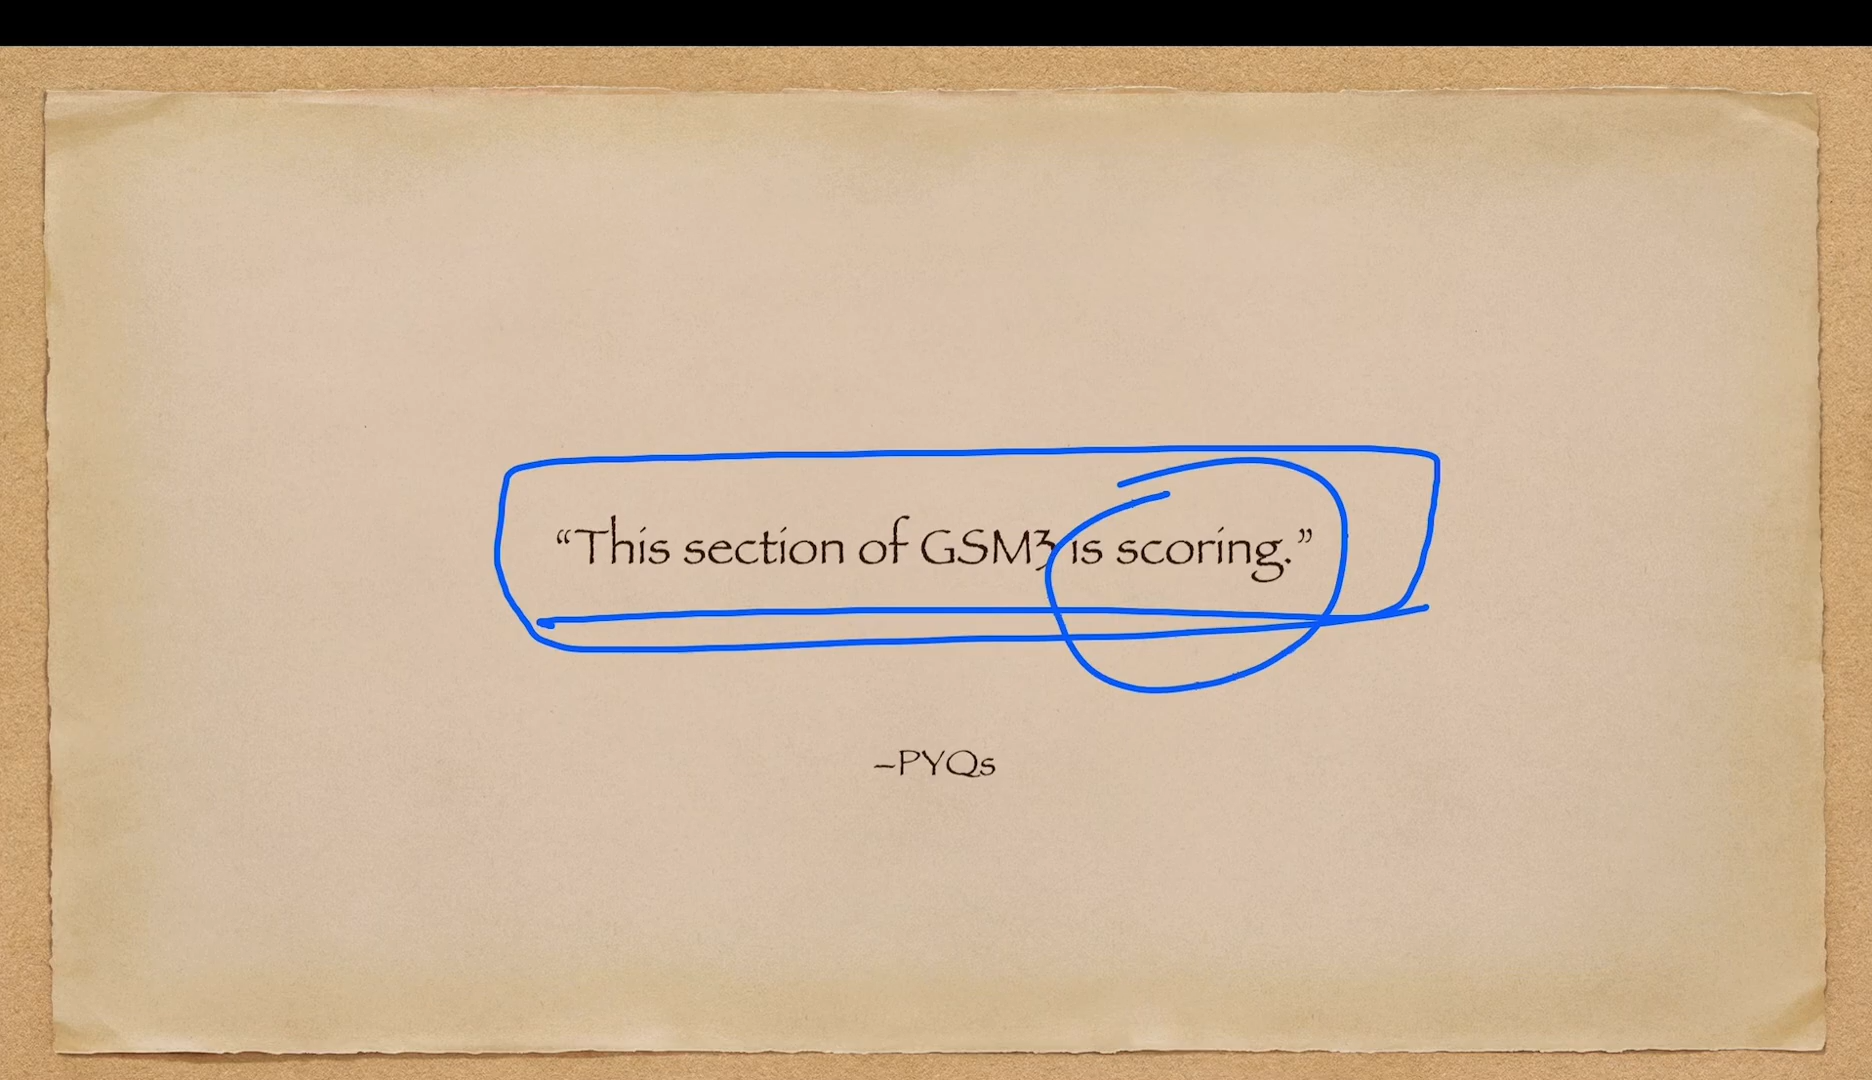 “This section of GSM3 is scoring.”
–PYQs